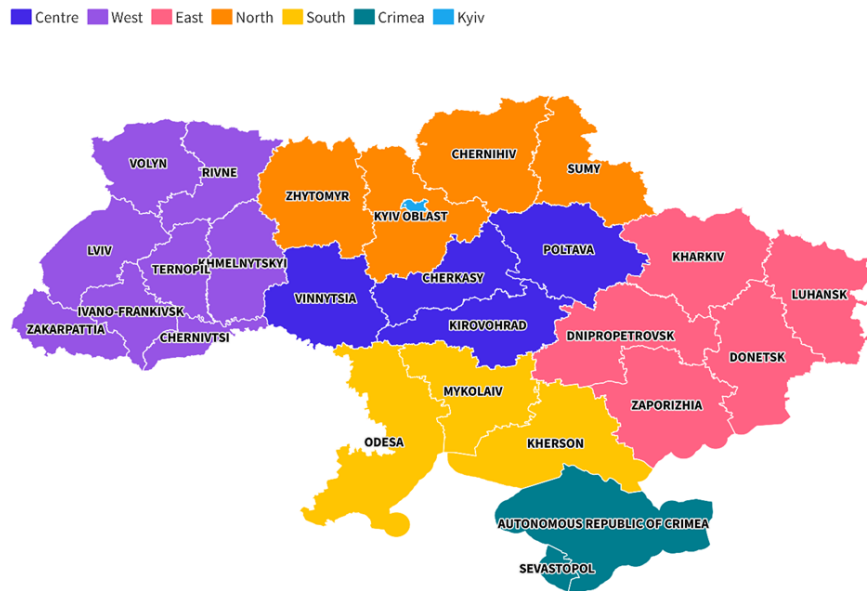 Centre West East North South Crimea Kyiv
VOLYN
RIVNE
ZHYTOMYR
CHERNIHIV
SUMY
KYIV OBLAST
LVIV
TERNOPIL
KHMELNYTSKYI
POLTAVA
KHARKIV
LUHANSK
VINNYTSIA
CHERKASY
IVANO-FRANKIVSK
ZAKARPATTIA
CHERNIVTSI
KIROVOHRAD
DNIPROPETROVSK
DONETSK
MYKOLAIV
ZAPORIZHIA
ODESA
KHERSON
AUTONOMOUS REPUBLIC OF CRIMEA
SEVASTOPOL